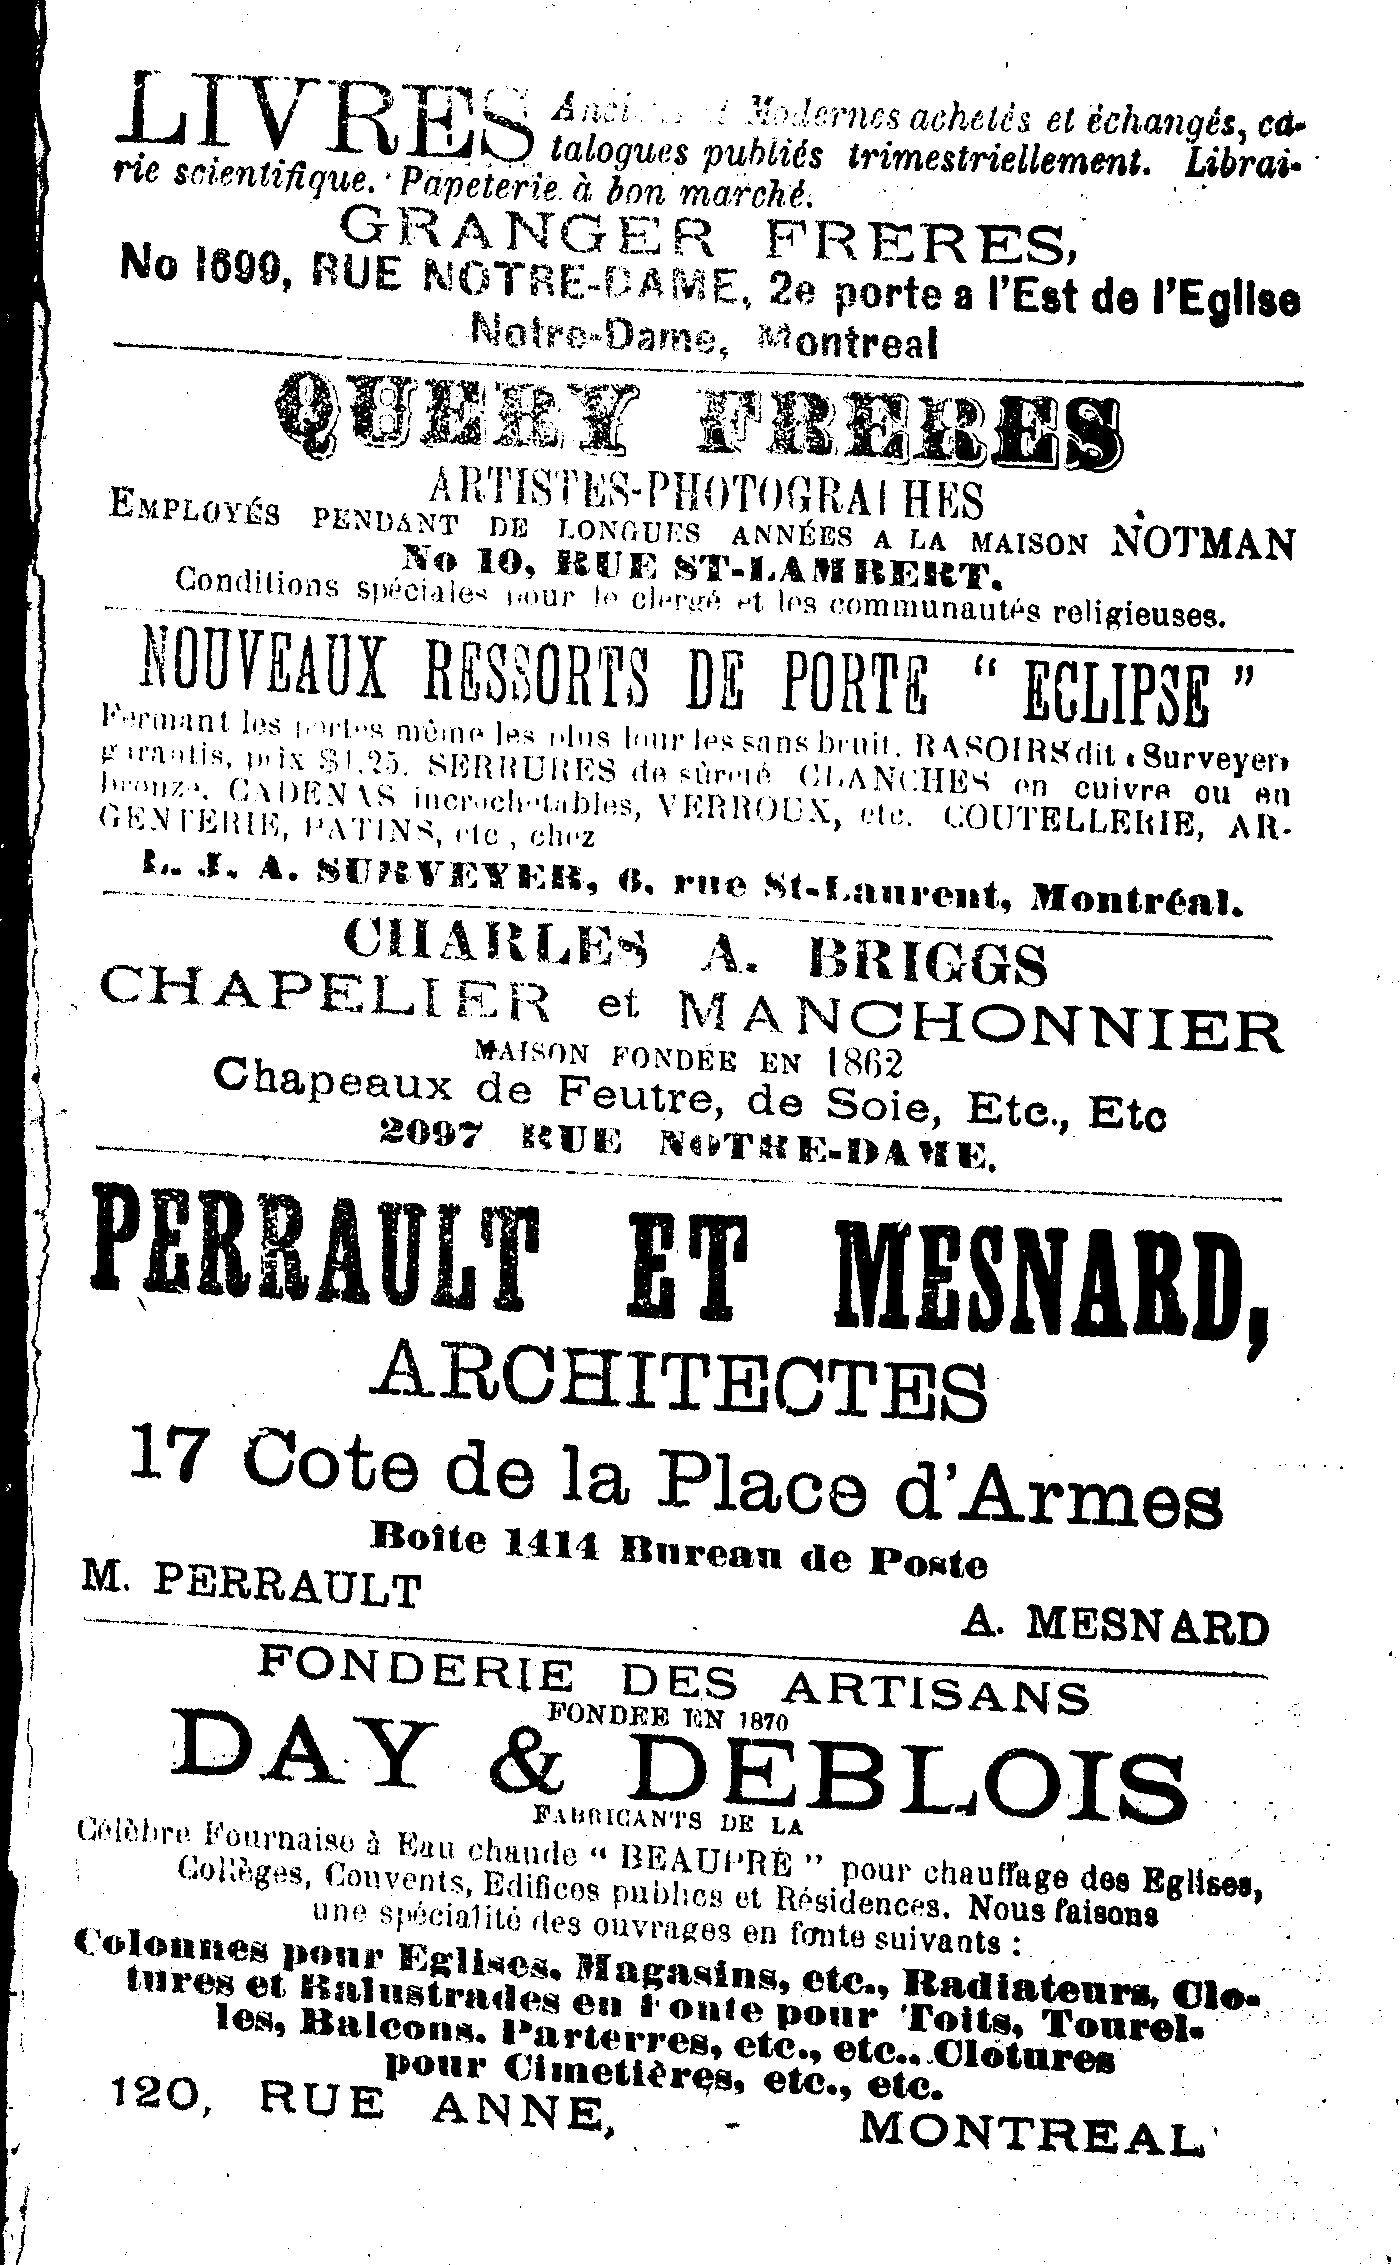 LIVRES Anciens et Modernes achetés et échangés, ca-
talogues publiés trimestriellement. Librai-
rie scientifique. Papeterie à bon marché.
GRANGER FRERES,
No 1699, RUE NOTRE-DAME, 2e porte a l'Est de l'Eglise
Notre-Dame, Montreal
QUERY FRERES
ARTISTES-PHOTOGRAPHES
EMPLOYÉS PENDANT DE LONGUES ANNÉES A LA MAISON NOTMAN
No 10, RUE ST-LAMBERT.
Conditions spéciales pour le clergé et les communautés religieuses.
NOUVEAUX RESSORTS DE PORTE " ECLIPSE "
Fermant les portes même les plus lourdes sans bruit. RASOIRS dit « Surveyer»
garantis, prix $1.25. SERRURES de sûreté CLANCHES en cuivre ou en
bronze. CADENAS incrochetables, VERROUX, etc. COUTELLERIE, AR-
GENTERIE, PATINS, etc, chez
L. J. A. SURVEYER, 6, rue St-Laurent, Montréal.
CHARLES A. BRIGGS
CHAPELIER et MANCHONNIER
MAISON FONDÉE EN 1862
Chapeaux de Feutre, de Soie, Etc., Etc
2097 RUE NOTRE-DAME.
PERRAULT ET MESNARD,
ARCHITECTES
17 Cote de la Place d'Armes
Boîte 1414 Bureau de Poste
M. PERRAULT
A. MESNARD
FONDERIE DES ARTISANS
FONDEE EN 1870
DAY & DEBLOIS
FABRICANTS DE LA
Célèbre Fournaise à Eau chaude " BEAUPRÉ " pour chauffage des Eglises,
Collèges, Couvents, Edifices publics et Résidences. Nous faisons
une spécialité des ouvrages en fonte suivants :
Colonnes pour Eglises. Magasins, etc., Radiateurs, Clo-
tures et Balustrades en Fonte pour Toits, Tourel-
les, Balcons. Parterres, etc., etc.. Clotures
pour Cimetières, etc., etc.
120, RUE ANNE, - MONTREAL